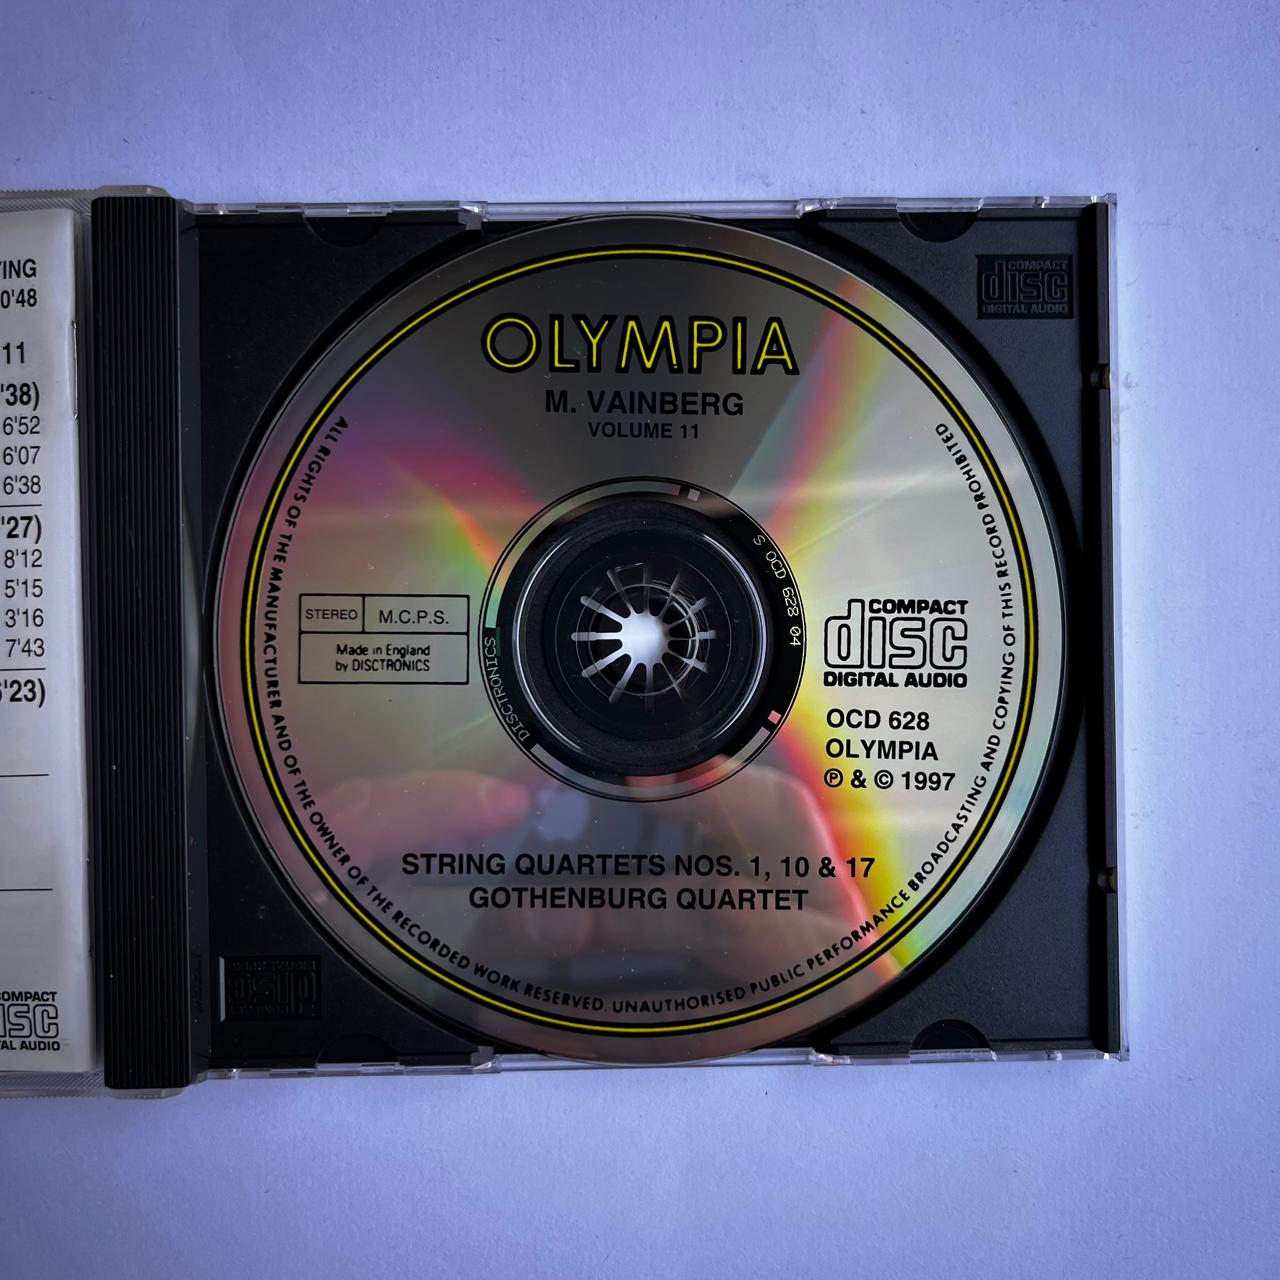 0'48
11
'38)
6'52
6'07
6'38
'27)
8'12
5'15
3'16
7'43
'23)
COMPACT
disc
DIGITAL AUDIO
OLYMPIA
M. VAINBERG
VOLUME 11
STEREO
M.C.P.S.
Made in England
by DISCTRONICS
S OCD 628 04
DISCTRONICS
COMPACT
disc
DIGITAL AUDIO
OCD 628
OLYMPIA
℗ & © 1997
STRING QUARTETS NOS. 1, 10 & 17
GOTHENBURG QUARTET
ALL RIGHTS OF THE MANUFACTURER AND OF THE OWNER OF THE RECORDED WORK RESERVED. UNAUTHORISED PUBLIC PERFORMANCE BROADCASTING AND COPYING OF THIS RECORD PROHIBITED
COMPACT
disc
DIGITAL AUDIO